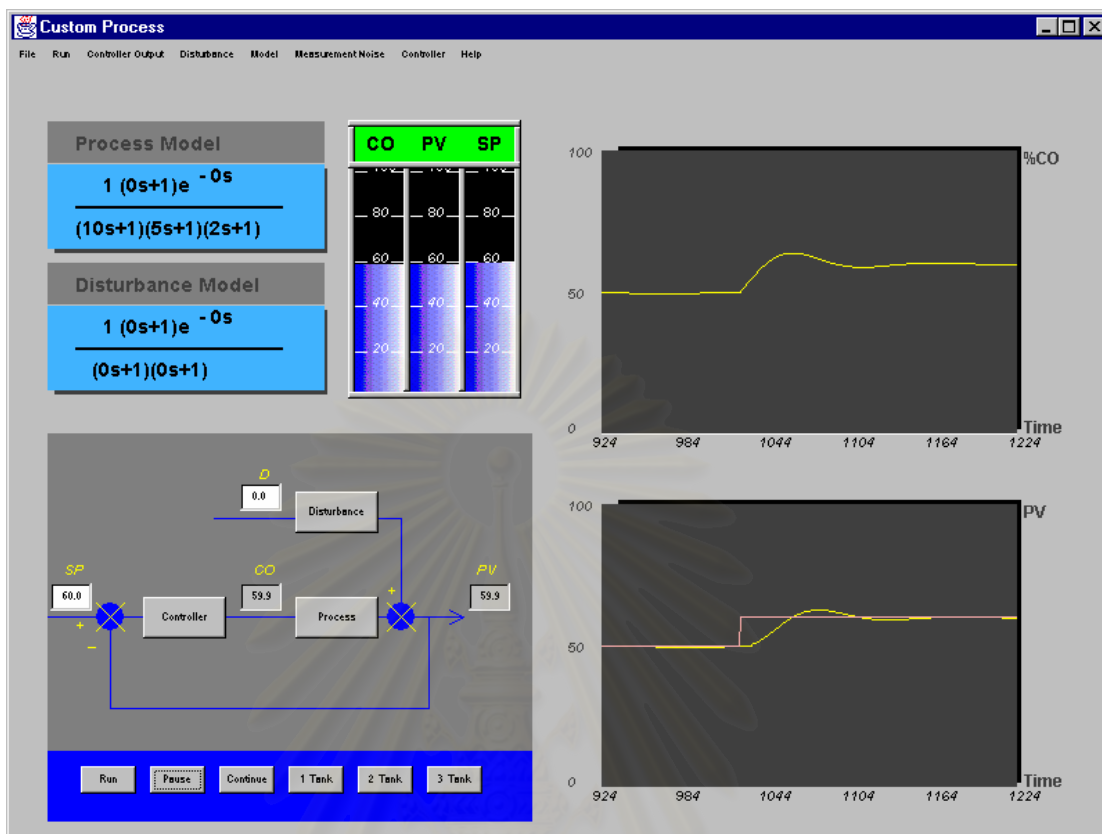 Custom Process
File Run Controller Output Disturbance Model Measurement Noise Controller Help
Process Model
1 (0s+1)e - 0s
(10s+1)(5s+1)(2s+1)
Disturbance Model
1 (0s+1)e - 0s
(0s+1)(0s+1)
CO PV SP
100 100 100
80 80 80
60 60 60
40 40 40
20 20 20
100
%CO
50
0
Time
924 984 1044 1104 1164 1224
D
0.0
Disturbance
SP
CO
PV
60.0
59.9
59.9
+
Controller
Process
+
−
100
PV
50
0
Time
924 984 1044 1104 1164 1224
Run Pause Continue 1 Tank 2 Tank 3 Tank